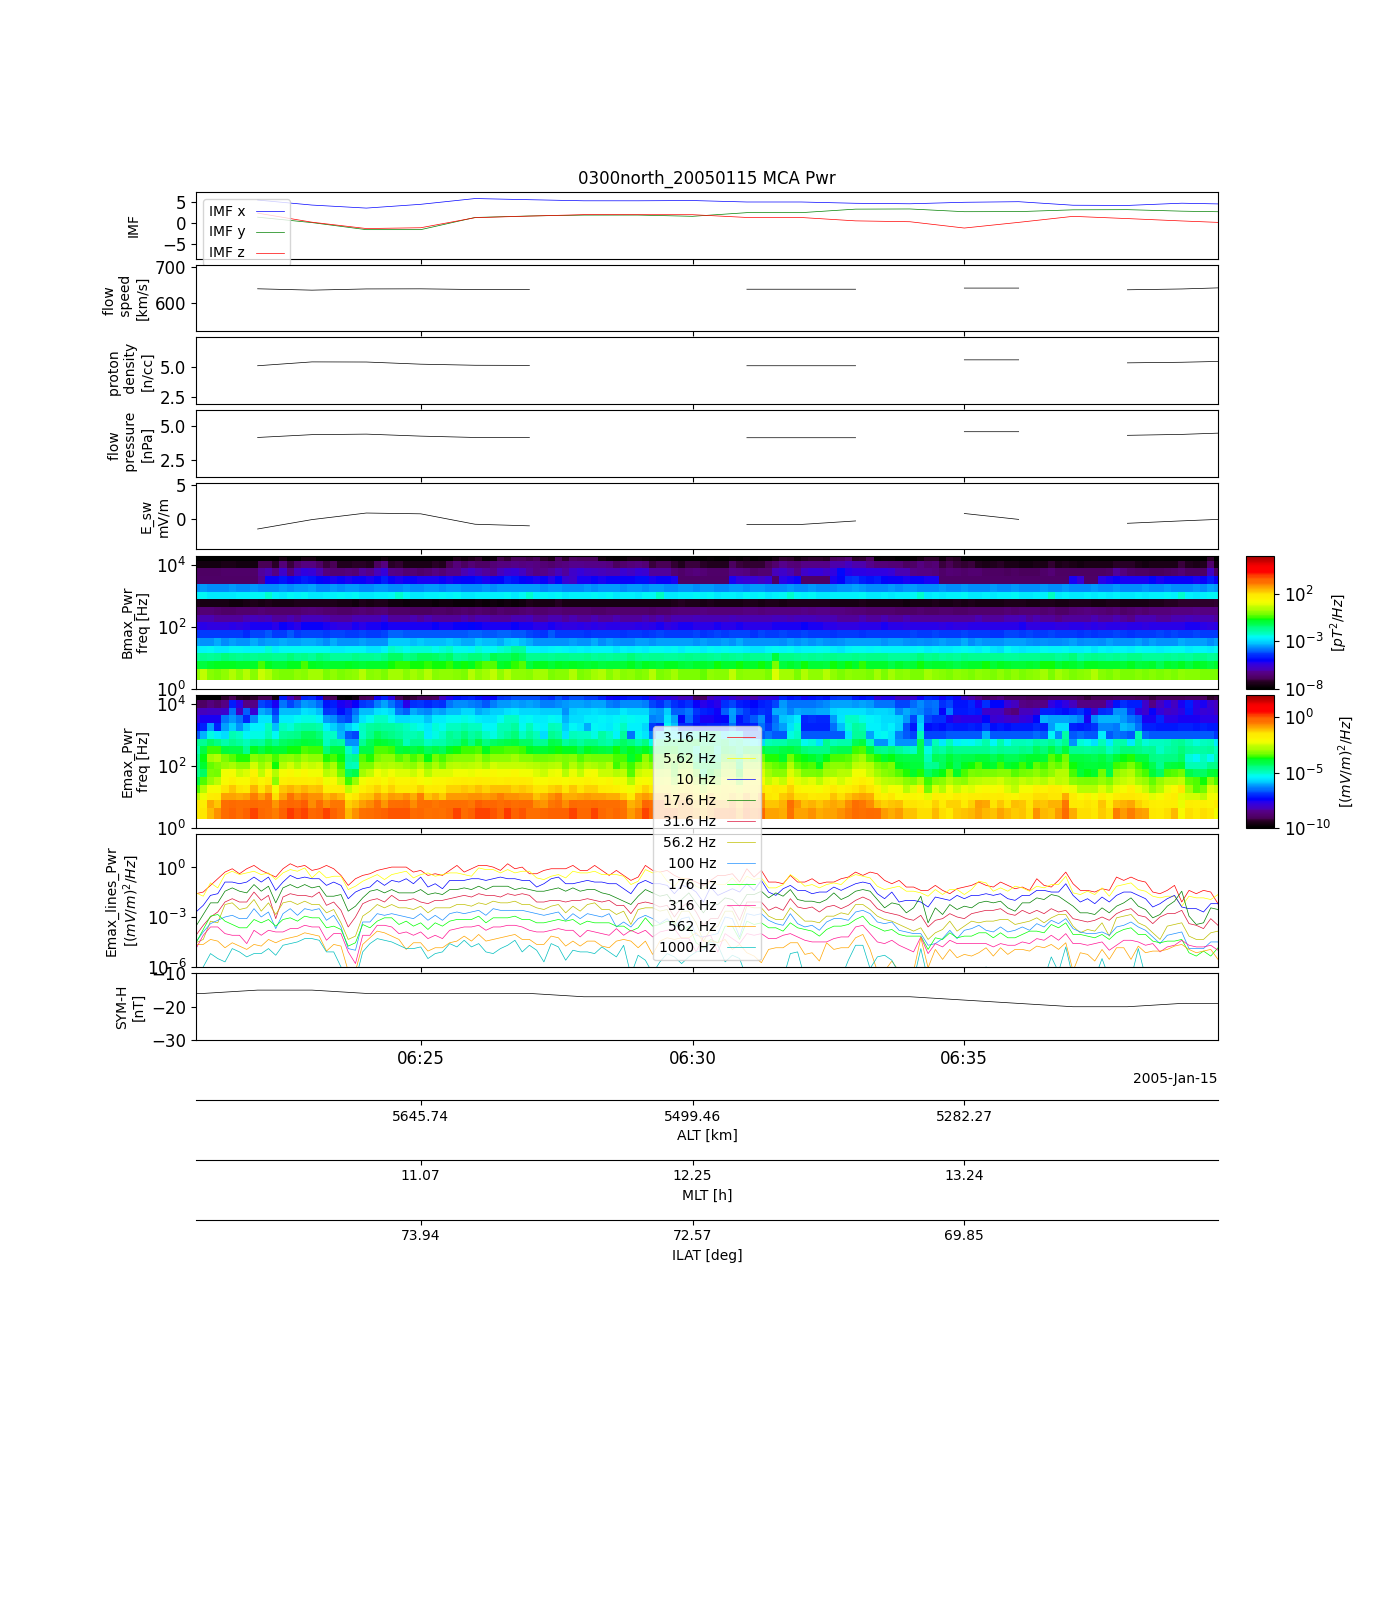 0300north_20050115 MCA Pwr
5
0
−5
IMF
IMF x
IMF y
IMF z
700
600
flow
speed
[km/s]
5.0
2.5
proton
density
[n/cc]
5.0
2.5
flow
pressure
[nPa]
5
0
E_sw
mV/m
10^4
10^2
10^0
Bmax_Pwr
freq [Hz]
10^2
10^−3
10^−8
[pT^2/Hz]
10^4
10^2
10^0
Emax_Pwr
freq [Hz]
10^0
10^−5
10^−10
[(mV/m)^2/Hz]
3.16 Hz
5.62 Hz
10 Hz
17.6 Hz
31.6 Hz
56.2 Hz
100 Hz
176 Hz
316 Hz
562 Hz
1000 Hz
10^0
10^−3
10^−6
Emax_lines_Pwr
[(mV/m)^2/Hz]
−10
−20
−30
SYM-H
[nT]
06:25 06:30 06:35
2005-Jan-15
5645.74 5499.46 5282.27
ALT [km]
11.07 12.25 13.24
MLT [h]
73.94 72.57 69.85
ILAT [deg]